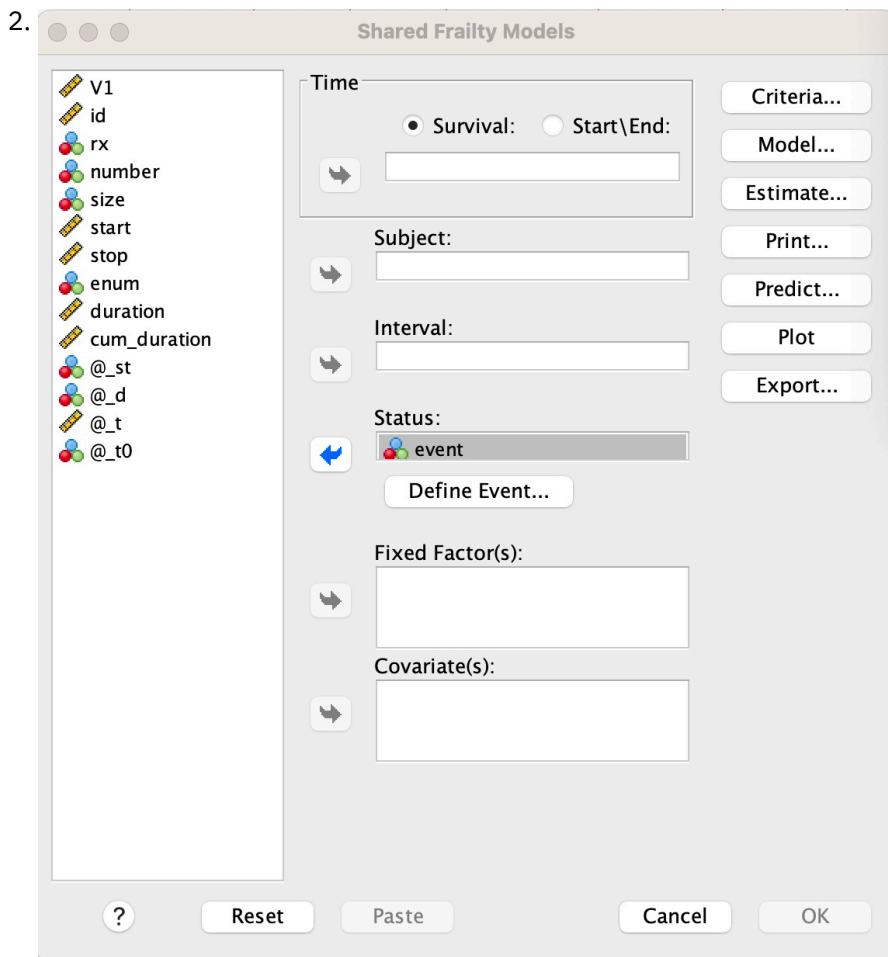 2.
Shared Frailty Models
V1
id
rx
number
size
start
stop
enum
duration
cum_duration
@_st
@_d
@_t
@_t0
Time
Survival:
Start\End:
Subject:
Interval:
Status:
event
Define Event...
Fixed Factor(s):
Covariate(s):
Criteria...
Model...
Estimate...
Print...
Predict...
Plot
Export...
?
Reset
Paste
Cancel
OK